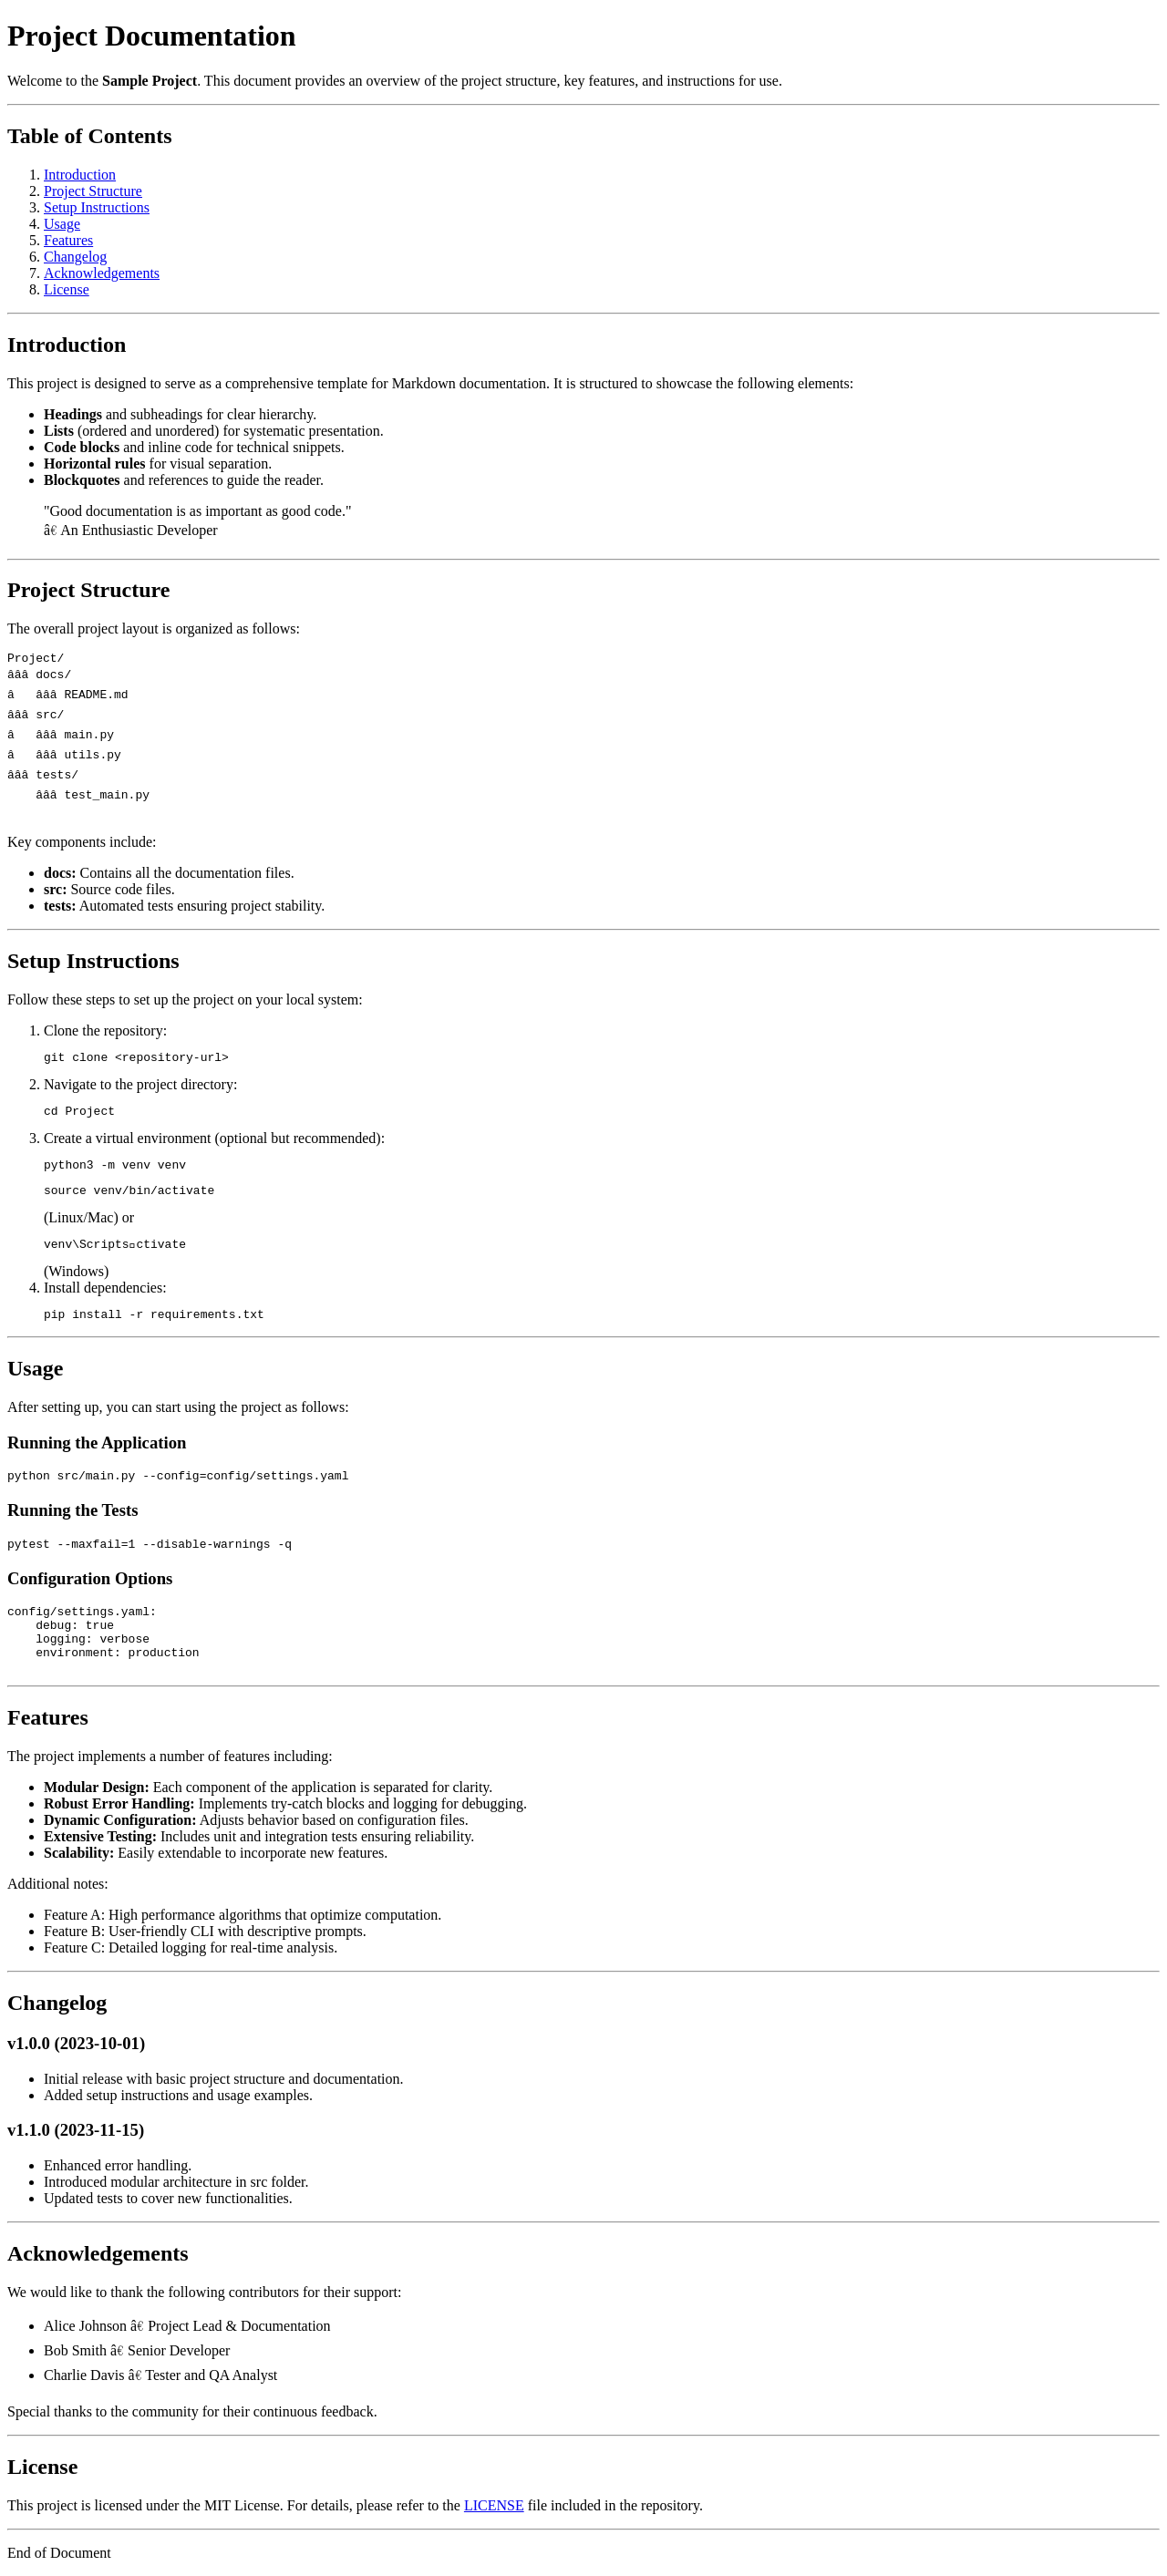 Project Documentation
Welcome to the Sample Project. This document provides an overview of the project structure, key features, and instructions for use.
Table of Contents
1. Introduction
2. Project Structure
3. Setup Instructions
4. Usage
5. Features
6. Changelog
7. Acknowledgements
8. License
Introduction
This project is designed to serve as a comprehensive template for Markdown documentation. It is structured to showcase the following elements:
• Headings and subheadings for clear hierarchy.
• Lists (ordered and unordered) for systematic presentation.
• Code blocks and inline code for technical snippets.
• Horizontal rules for visual separation.
• Blockquotes and references to guide the reader.
"Good documentation is as important as good code."
â€ An Enthusiastic Developer
Project Structure
The overall project layout is organized as follows:
Project/
âââ docs/
â   âââ README.md
âââ src/
â   âââ main.py
â   âââ utils.py
âââ tests/
    âââ test_main.py
Key components include:
• docs: Contains all the documentation files.
• src: Source code files.
• tests: Automated tests ensuring project stability.
Setup Instructions
Follow these steps to set up the project on your local system:
1. Clone the repository:
git clone <repository-url>
2. Navigate to the project directory:
cd Project
3. Create a virtual environment (optional but recommended):
python3 -m venv venv
source venv/bin/activate
(Linux/Mac) or
venv\Scripts▯ctivate
(Windows)
4. Install dependencies:
pip install -r requirements.txt
Usage
After setting up, you can start using the project as follows:
Running the Application
python src/main.py --config=config/settings.yaml
Running the Tests
pytest --maxfail=1 --disable-warnings -q
Configuration Options
config/settings.yaml:
    debug: true
    logging: verbose
    environment: production
Features
The project implements a number of features including:
• Modular Design: Each component of the application is separated for clarity.
• Robust Error Handling: Implements try-catch blocks and logging for debugging.
• Dynamic Configuration: Adjusts behavior based on configuration files.
• Extensive Testing: Includes unit and integration tests ensuring reliability.
• Scalability: Easily extendable to incorporate new features.
Additional notes:
• Feature A: High performance algorithms that optimize computation.
• Feature B: User-friendly CLI with descriptive prompts.
• Feature C: Detailed logging for real-time analysis.
Changelog
v1.0.0 (2023-10-01)
• Initial release with basic project structure and documentation.
• Added setup instructions and usage examples.
v1.1.0 (2023-11-15)
• Enhanced error handling.
• Introduced modular architecture in src folder.
• Updated tests to cover new functionalities.
Acknowledgements
We would like to thank the following contributors for their support:
• Alice Johnson â€ Project Lead & Documentation
• Bob Smith â€ Senior Developer
• Charlie Davis â€ Tester and QA Analyst
Special thanks to the community for their continuous feedback.
License
This project is licensed under the MIT License. For details, please refer to the LICENSE file included in the repository.
End of Document